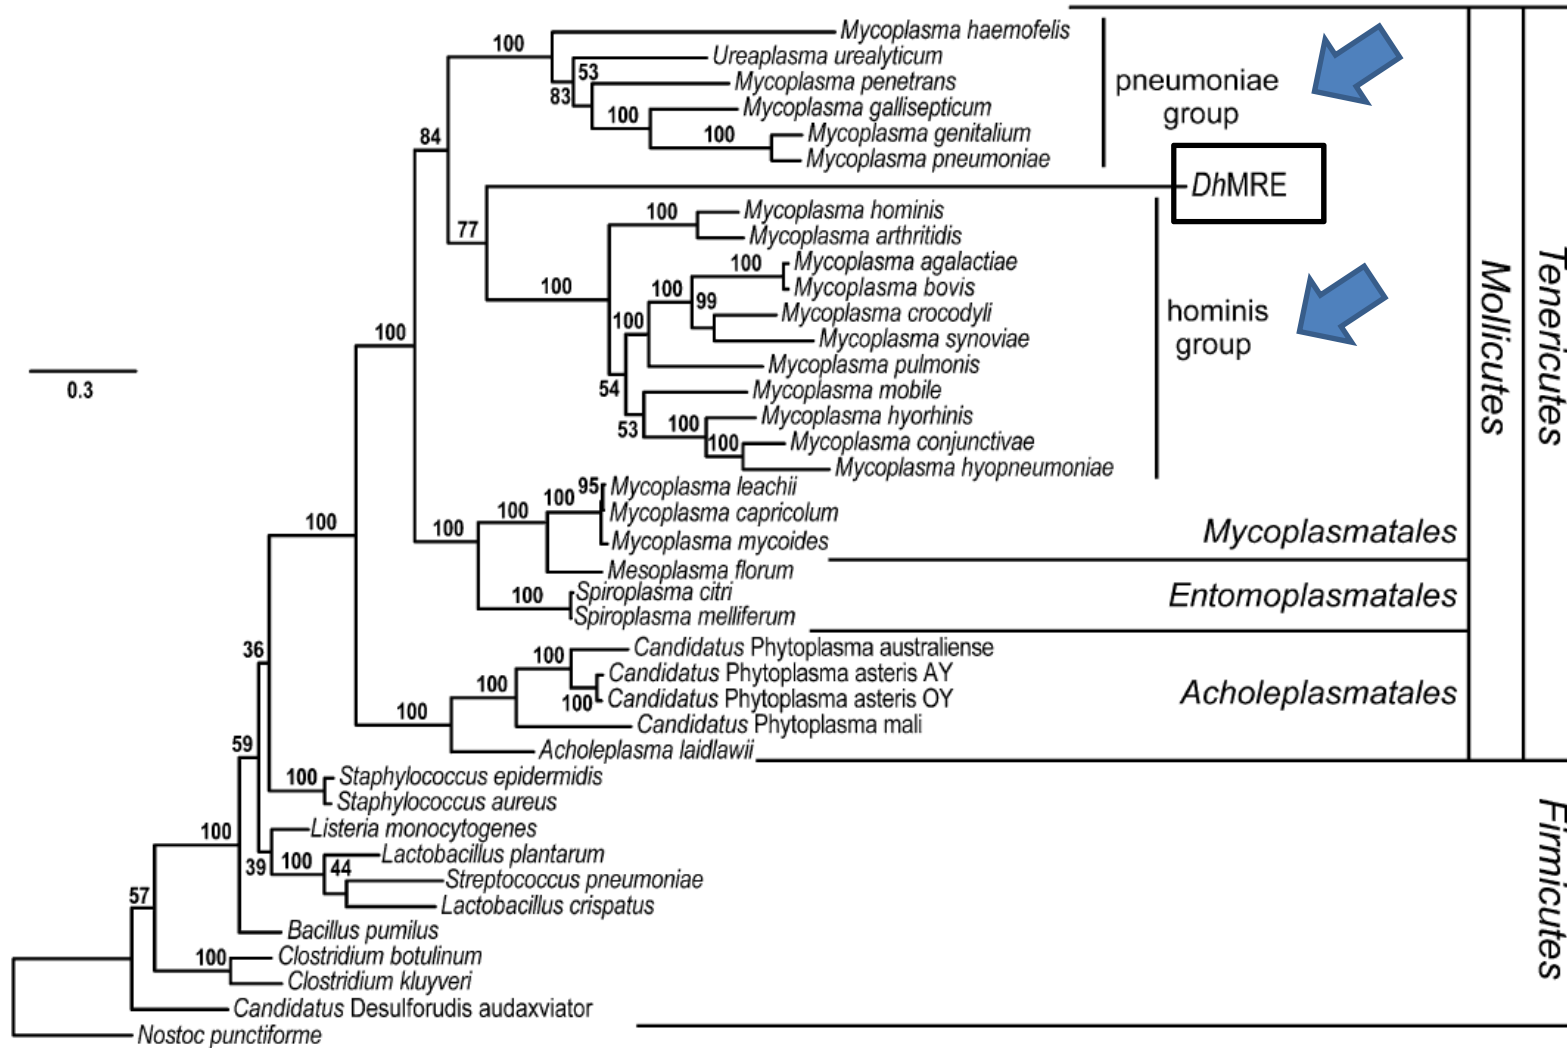 Mycoplasma haemofelis
100
Ureaplasma urealyticum
53
Mycoplasma penetrans
83
pneumoniae
group
Mycoplasma gallisepticum
100
Mycoplasma genitalium
100
84
Mycoplasma pneumoniae
DhMRE
Mycoplasma hominis
100
77
Mycoplasma arthritidis
Mycoplasma agalactiae
100
Mycoplasma bovis
100
99
100
Mycoplasma crocodyli
hominis
group
100
Mycoplasma synoviae
100
Mycoplasma pulmonis
0.3
54
Mycoplasma mobile
Mycoplasma hyorhinis
100
53
100
Mycoplasma conjunctivae
Mycoplasma hyopneumoniae
95
Mycoplasma leachii
100
100
Mycoplasma capricolum
100
100
Mycoplasma mycoides
Mycoplasmatales
Mesoplasma florum
100
Spiroplasma citri
Entomoplasmatales
Spiroplasma melliferum
36
100
Candidatus Phytoplasma australiense
Candidatus Phytoplasma asteris AY
100
100
Candidatus Phytoplasma asteris OY
Acholeplasmatales
100
Candidatus Phytoplasma mali
59
Acholeplasma laidlawii
100
Staphylococcus epidermidis
Staphylococcus aureus
100
Listeria monocytogenes
39
100
Lactobacillus plantarum
44
Streptococcus pneumoniae
57
Lactobacillus crispatus
Bacillus pumilus
100
Clostridium botulinum
Clostridium kluyveri
Candidatus Desulforudis audaxviator
Nostoc punctiforme
Mollicutes
Tenericutes
Firmicutes